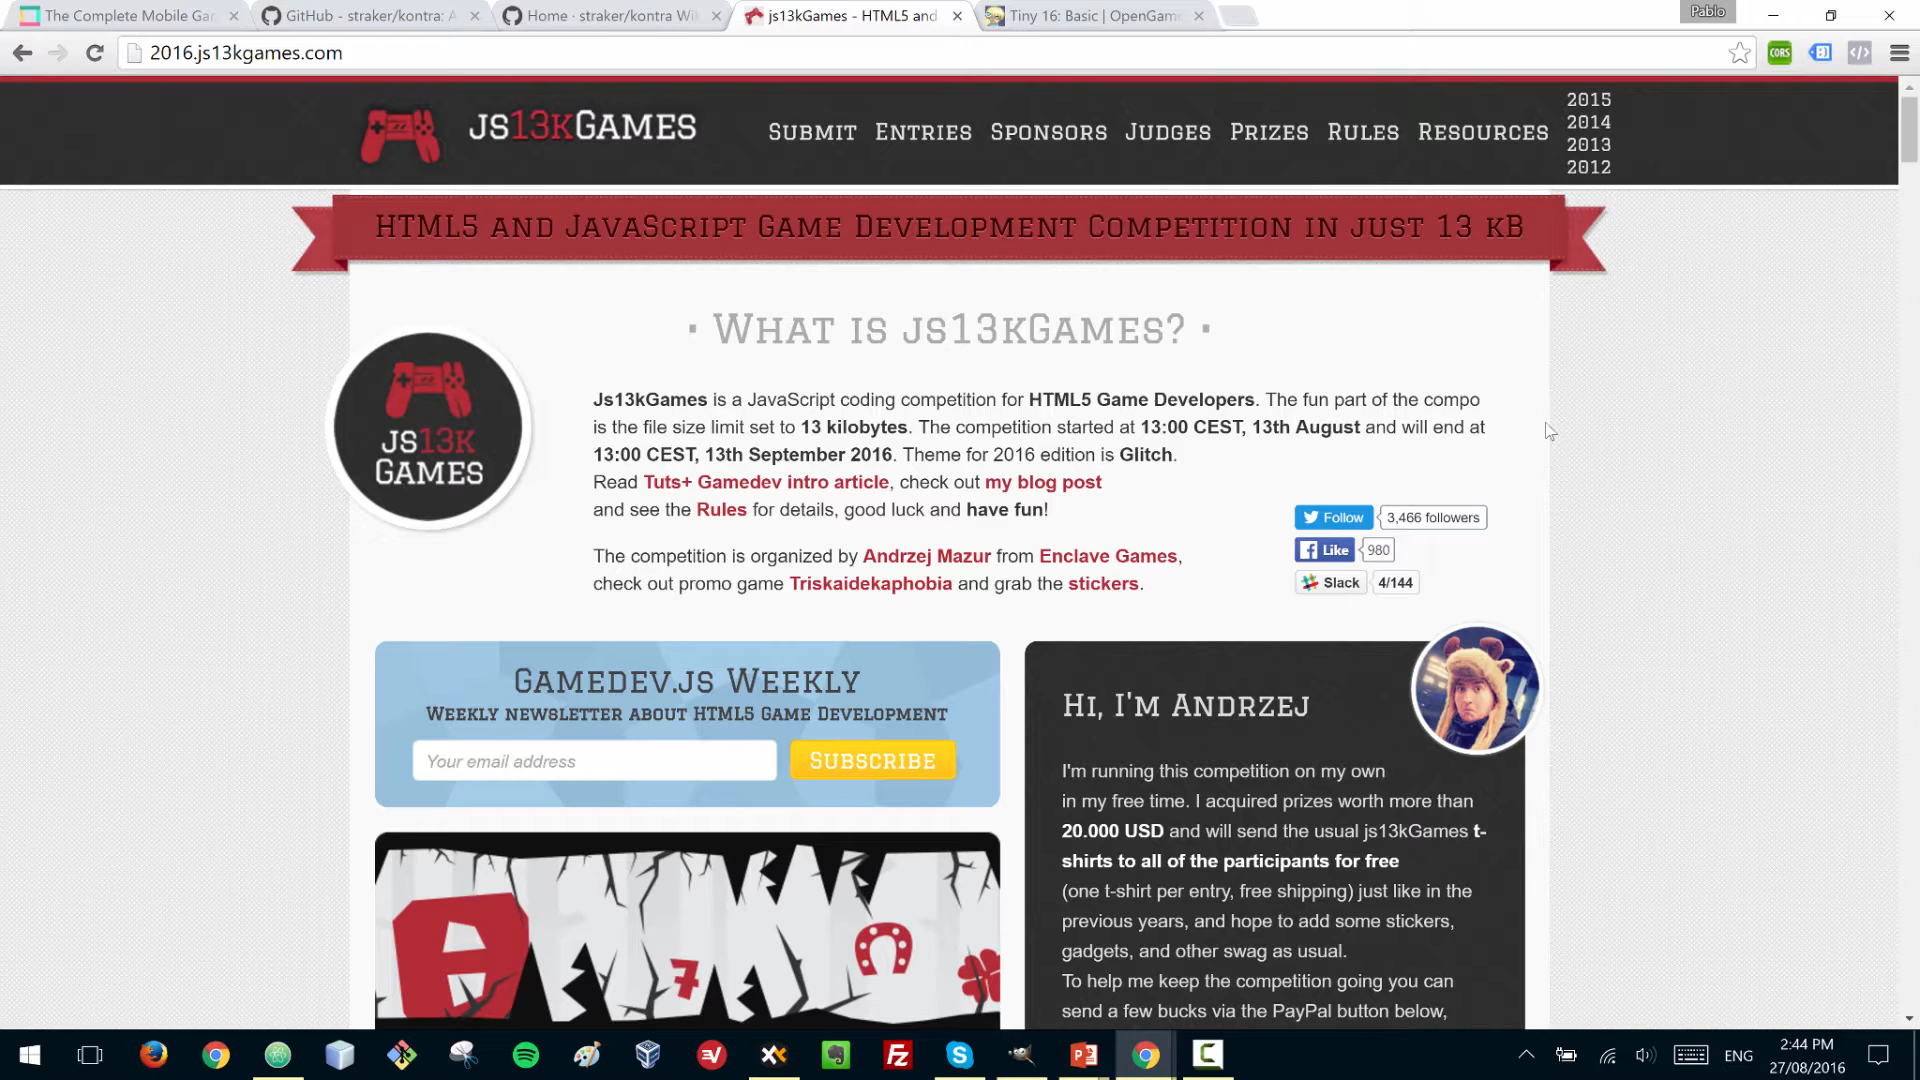 The Complete Mobile Ga
GitHub - straker/kontra: A
Home · straker/kontra Wi
js13kGames - HTML5 and
Tiny 16: Basic | OpenGam
Pablo
2016.js13kgames.com
CORS
JS13KGAMES
SUBMIT ENTRIES SPONSORS JUDGES PRIZES RULES RESOURCES
2015
2014
2013
2012
HTML5 AND JAVASCRIPT GAME DEVELOPMENT COMPETITION IN JUST 13 KB
· WHAT IS JS13KGAMES? ·
JS13K
GAMES
Js13kGames is a JavaScript coding competition for HTML5 Game Developers. The fun part of the compo
is the file size limit set to 13 kilobytes. The competition started at 13:00 CEST, 13th August and will end at
13:00 CEST, 13th September 2016. Theme for 2016 edition is Glitch.
Read Tuts+ Gamedev intro article, check out my blog post
and see the Rules for details, good luck and have fun!
Follow 3,466 followers
Like 980
Slack 4/144
The competition is organized by Andrzej Mazur from Enclave Games,
check out promo game Triskaidekaphobia and grab the stickers.
GAMEDEV.JS WEEKLY
WEEKLY NEWSLETTER ABOUT HTML5 GAME DEVELOPMENT
Your email address
SUBSCRIBE
HI, I'M ANDRZEJ
I'm running this competition on my own
in my free time. I acquired prizes worth more than
20.000 USD and will send the usual js13kGames t-
shirts to all of the participants for free
(one t-shirt per entry, free shipping) just like in the
previous years, and hope to add some stickers,
gadgets, and other swag as usual.
To help me keep the competition going you can
send a few bucks via the PayPal button below,
e
7
ENG
2:44 PM
27/08/2016